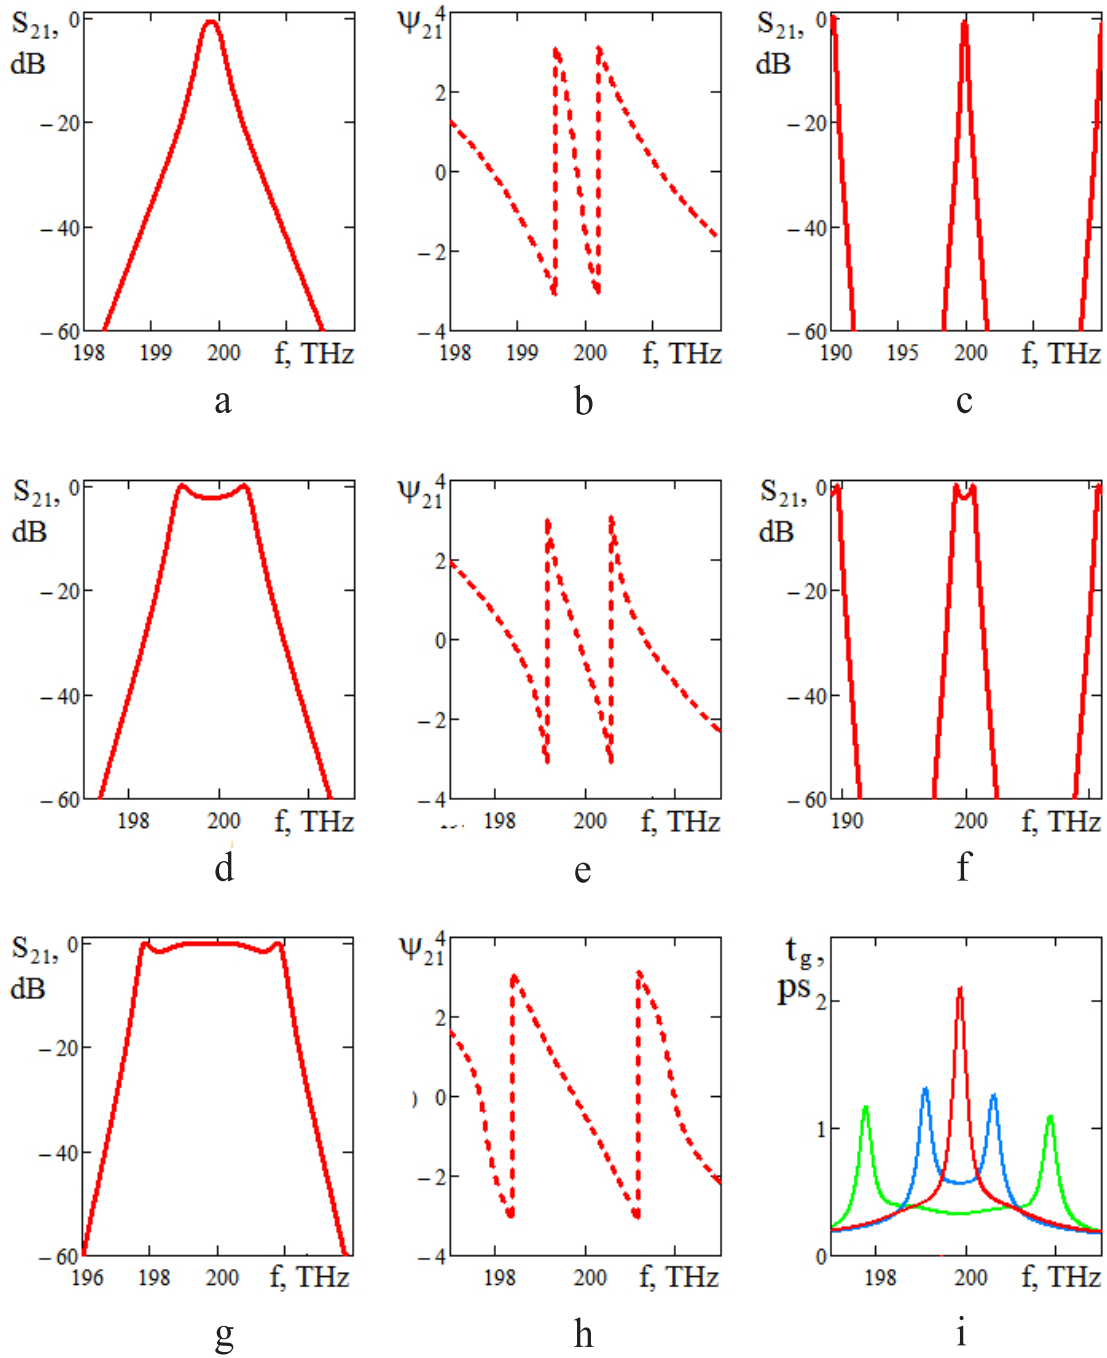 S21, dB
0
−20
−40
−60
198 199 200 f, THz
a
Ψ21
4
2
0
−2
−4
198 199 200 f, THz
b
S21, dB
0
−20
−40
−60
190 195 200 f, THz
c
S21, dB
0
−20
−40
−60
198 200 f, THz
d
Ψ21
4
2
0
−2
−4
198 200 f, THz
e
S21, dB
0
−20
−40
−60
190 200 f, THz
f
S21, dB
0
−20
−40
−60
196 198 200 f, THz
g
Ψ21
4
2
0
−2
−4
198 200 f, THz
h
tg, ps
2
1
0
198 200 f, THz
i